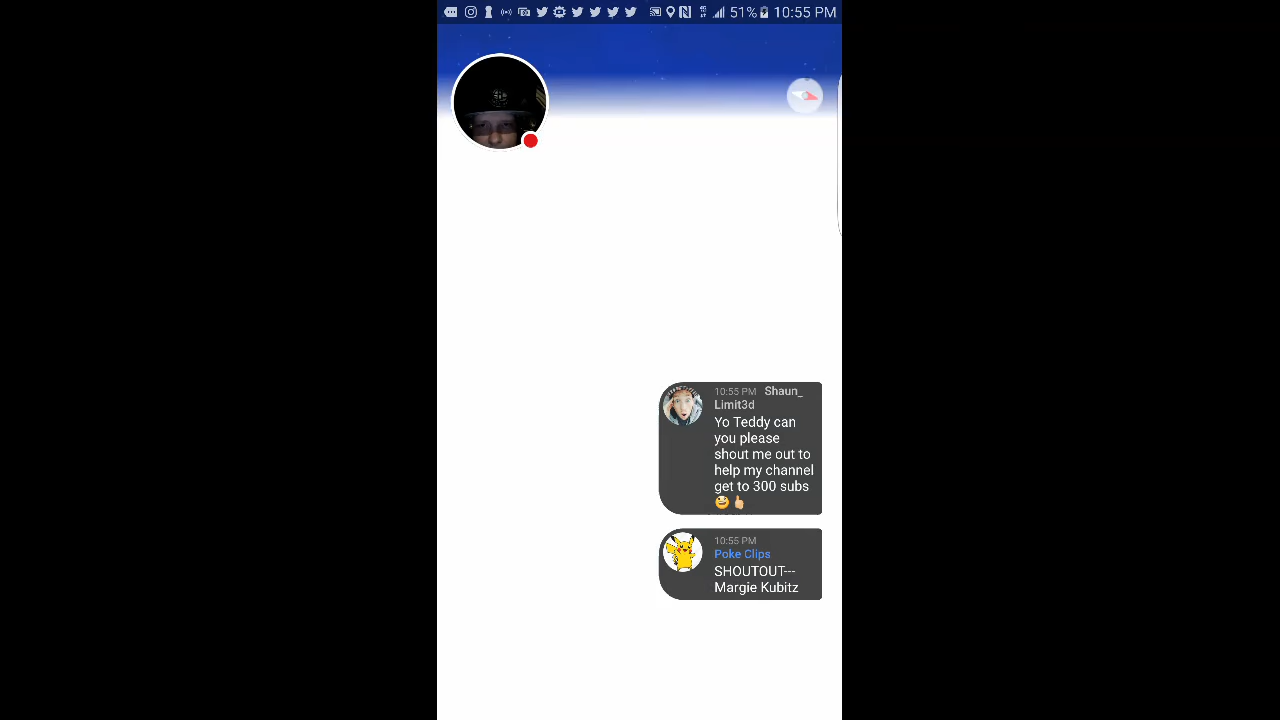 51% 10:55 PM
10:55 PM Shaun_
Limit3d
Yo Teddy can
you please
shout me out to
help my channel
get to 300 subs
😃👍🏼
10:55 PM
Poke Clips
SHOUTOUT---
Margie Kubitz